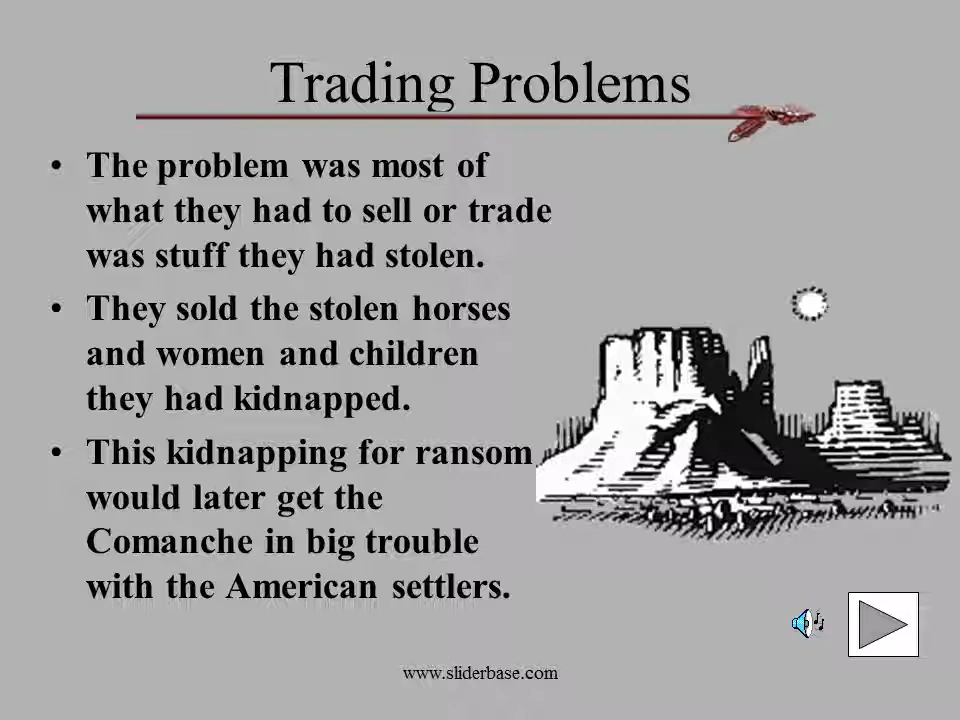 Trading Problems
• The problem was most of
what they had to sell or trade
was stuff they had stolen.
• They sold the stolen horses
and women and children
they had kidnapped.
• This kidnapping for ransom
would later get the
Comanche in big trouble
with the American settlers.
www.sliderbase.com